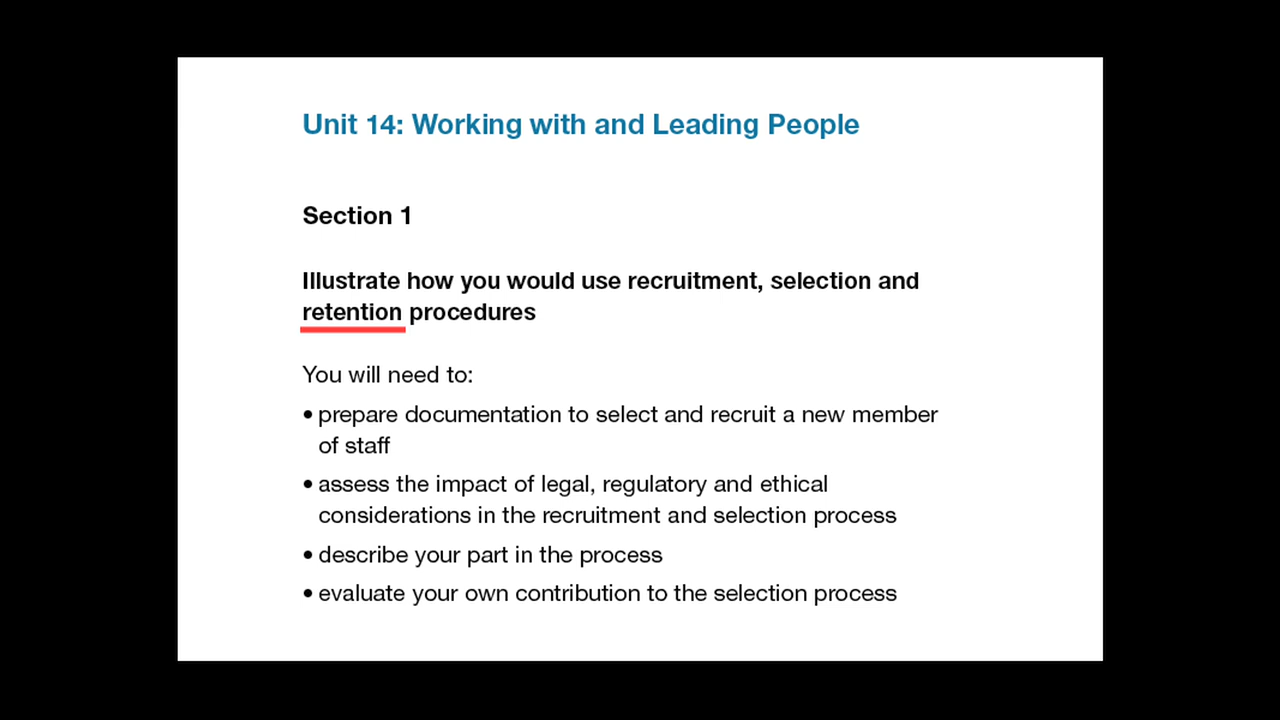 Unit 14: Working with and Leading People
Section 1
Illustrate how you would use recruitment, selection and
retention procedures
You will need to:
• prepare documentation to select and recruit a new member
of staff
• assess the impact of legal, regulatory and ethical
considerations in the recruitment and selection process
• describe your part in the process
• evaluate your own contribution to the selection process